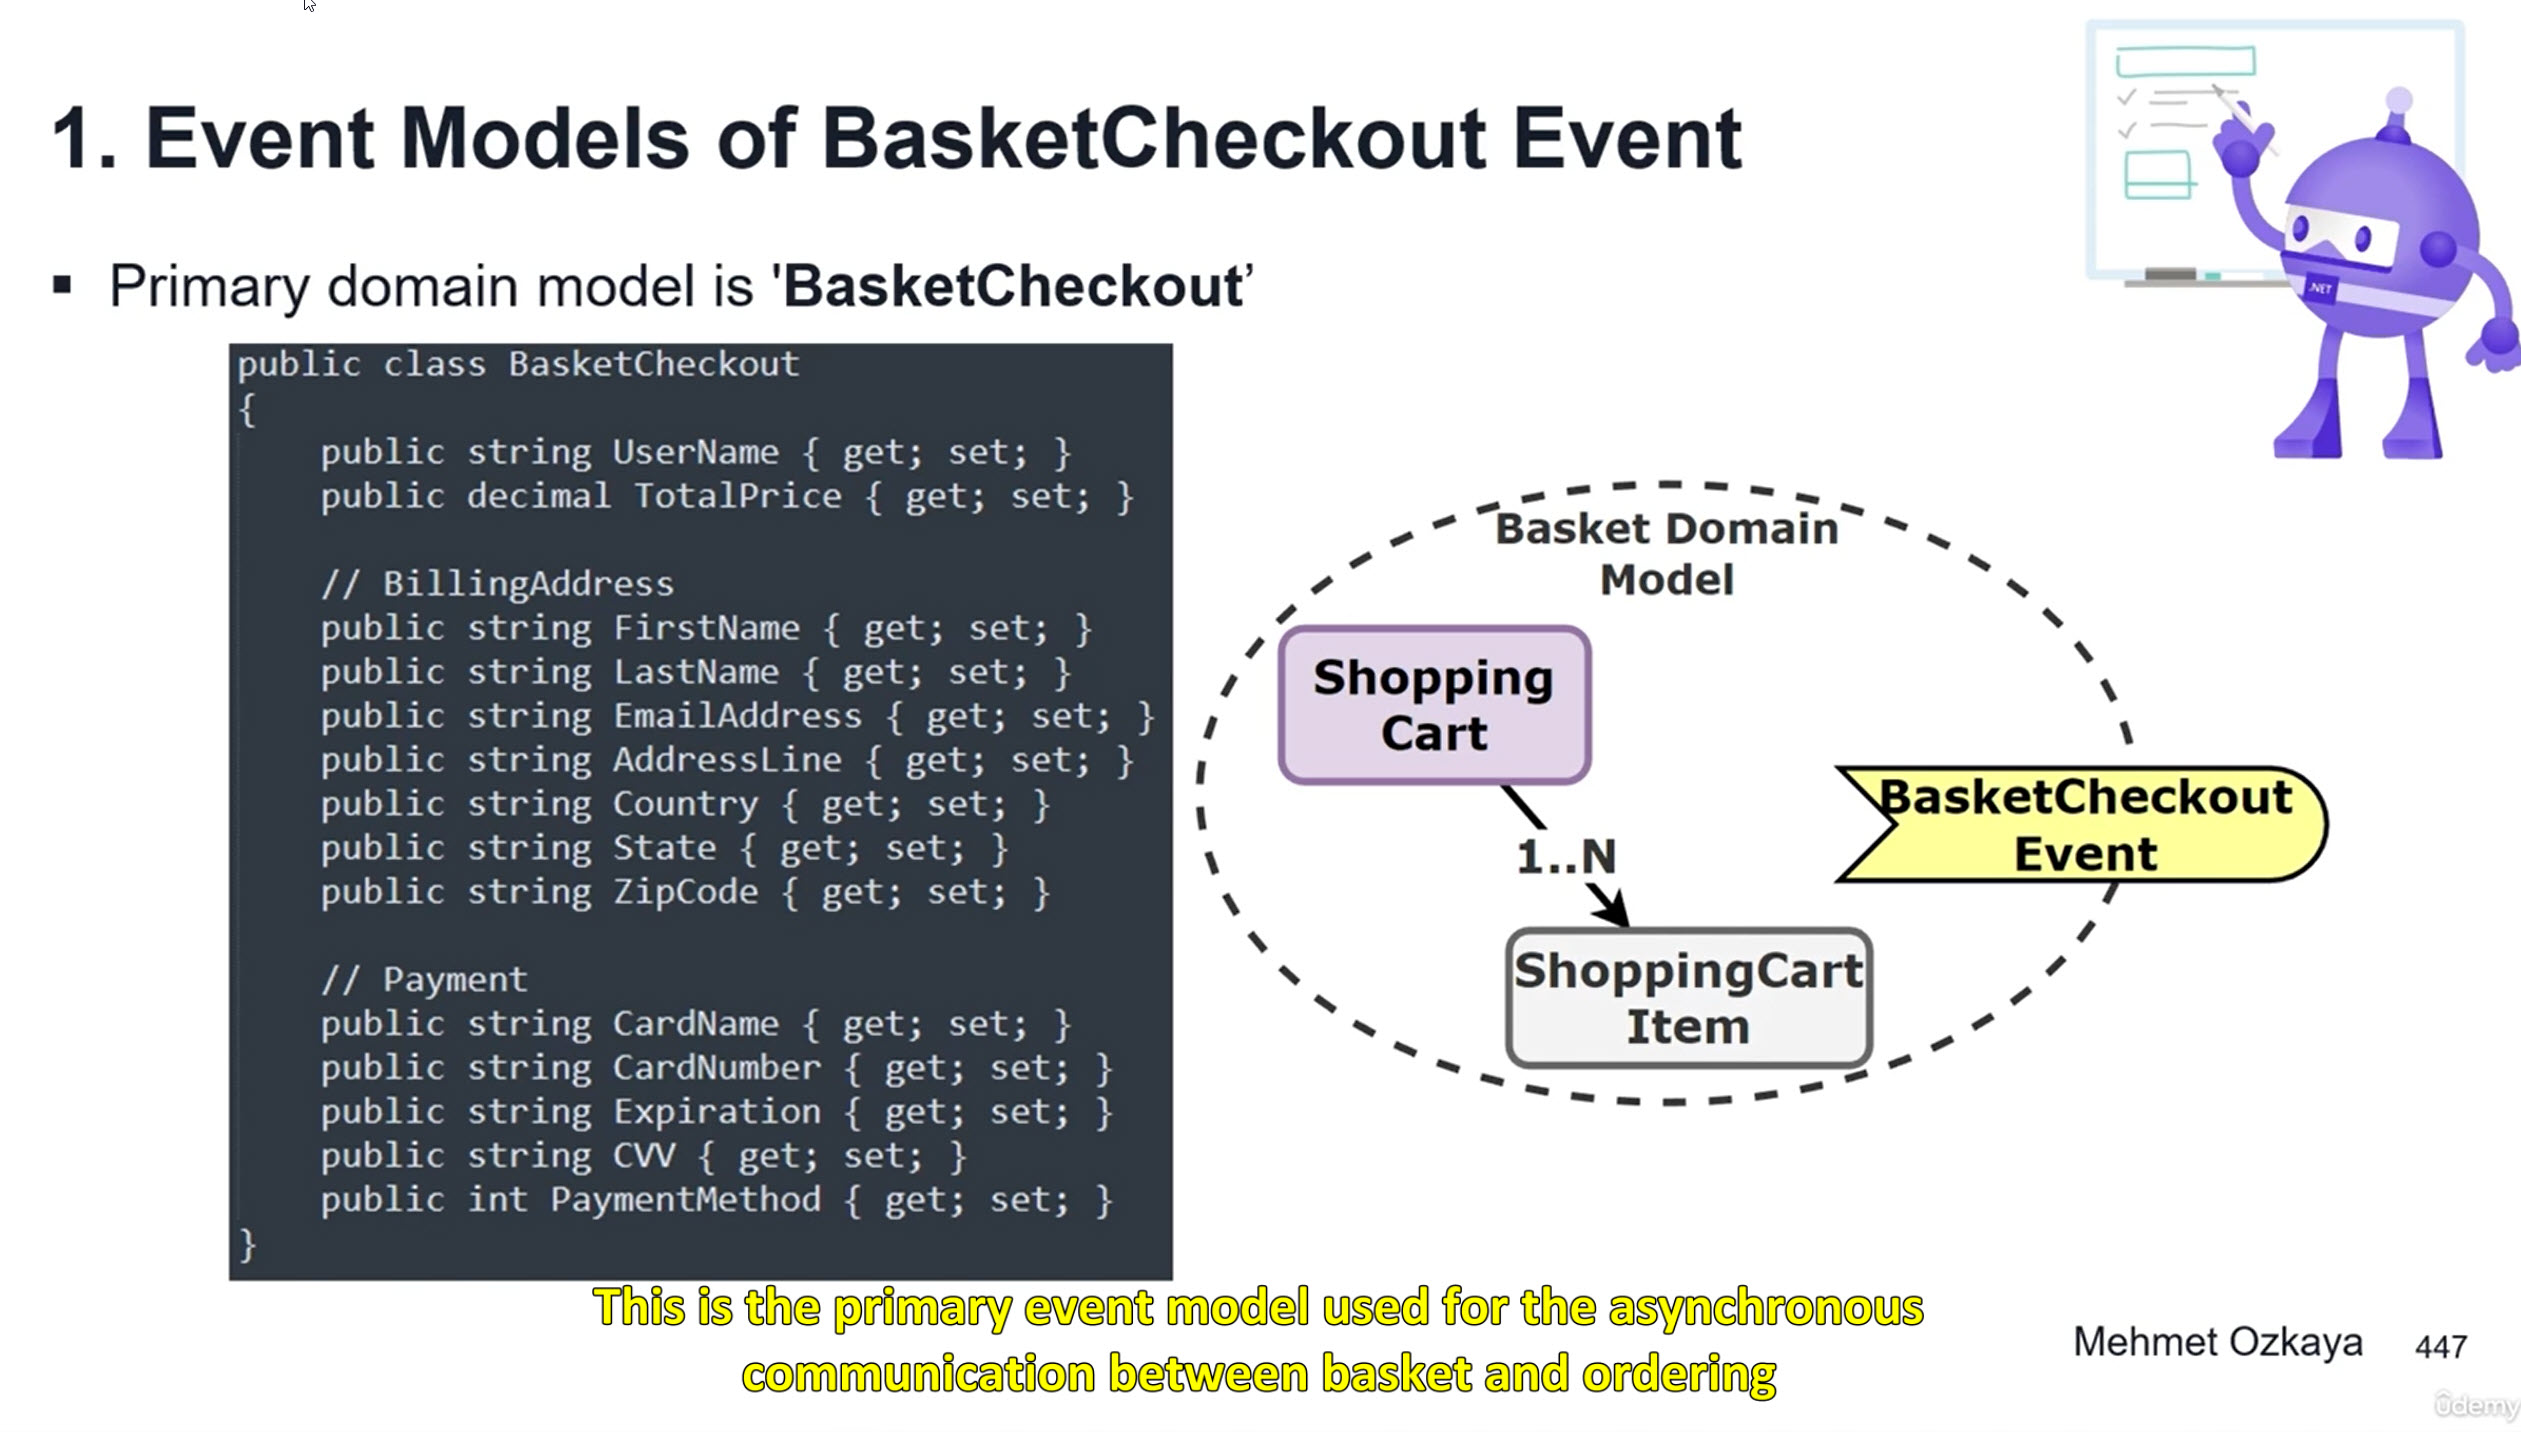 1. Event Models of BasketCheckout Event
▪ Primary domain model is 'BasketCheckout’
public class BasketCheckout
{
public string UserName { get; set; }
public decimal TotalPrice { get; set; }
// BillingAddress
public string FirstName { get; set; }
public string LastName { get; set; }
public string EmailAddress { get; set; }
public string AddressLine { get; set; }
public string Country { get; set; }
public string State { get; set; }
public string ZipCode { get; set; }
// Payment
public string CardName { get; set; }
public string CardNumber { get; set; }
public string Expiration { get; set; }
public string CVV { get; set; }
public int PaymentMethod { get; set; }
}
Basket Domain
Model
Shopping
Cart
1..N
ShoppingCart
Item
BasketCheckout
Event
.NET
This is the primary event model used for the asynchronous
communication between basket and ordering
Mehmet Ozkaya 447
ûdemy